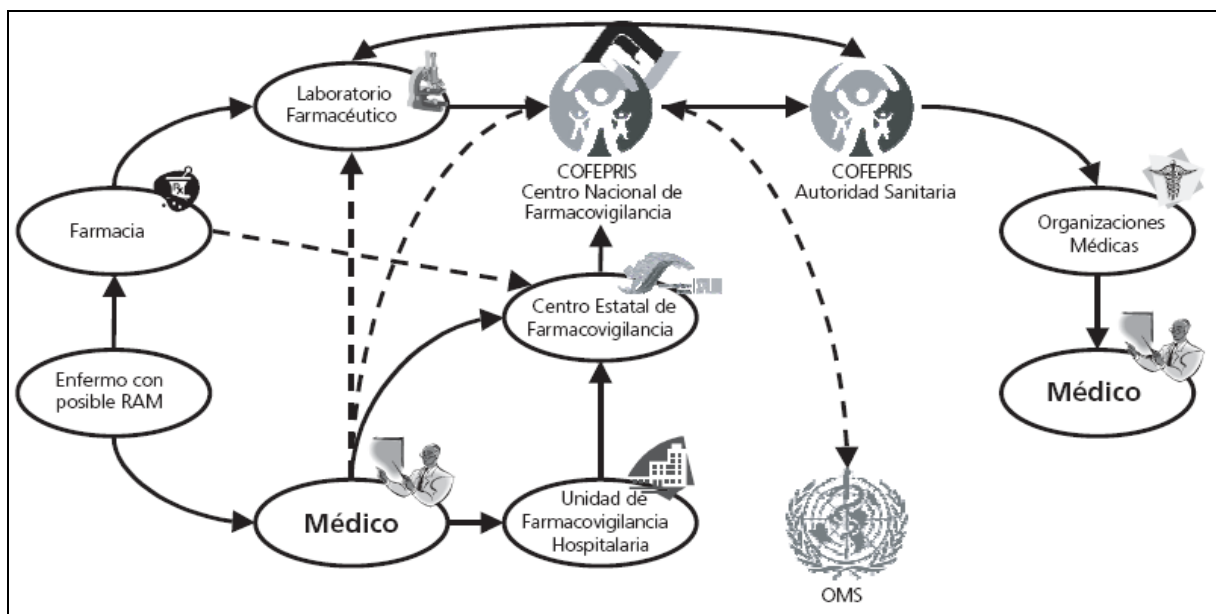 Laboratorio
Farmacéutico
COFEPRIS
Centro Nacional de
Farmacovigilancia
COFEPRIS
Autoridad Sanitaria
Farmacia
Organizaciones
Médicas
Centro Estatal de
Farmacovigilancia
Enfermo con
posible RAM
Médico
Médico
Unidad de
Farmacovigilancia
Hospitalaria
OMS